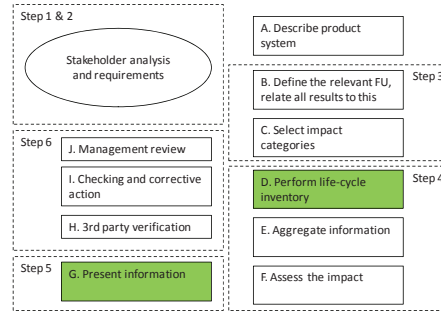 Step 1 & 2
Stakeholder analysis
and requirements
A. Describe product
system
Step 3
B. Define the relevant FU,
relate all results to this
C. Select impact
categories
Step 6
J. Management review
I. Checking and corrective
action
H. 3rd party verification
Step 4
D. Perform life-cycle
inventory
E. Aggregate information
F. Assess the impact
Step 5
G. Present information